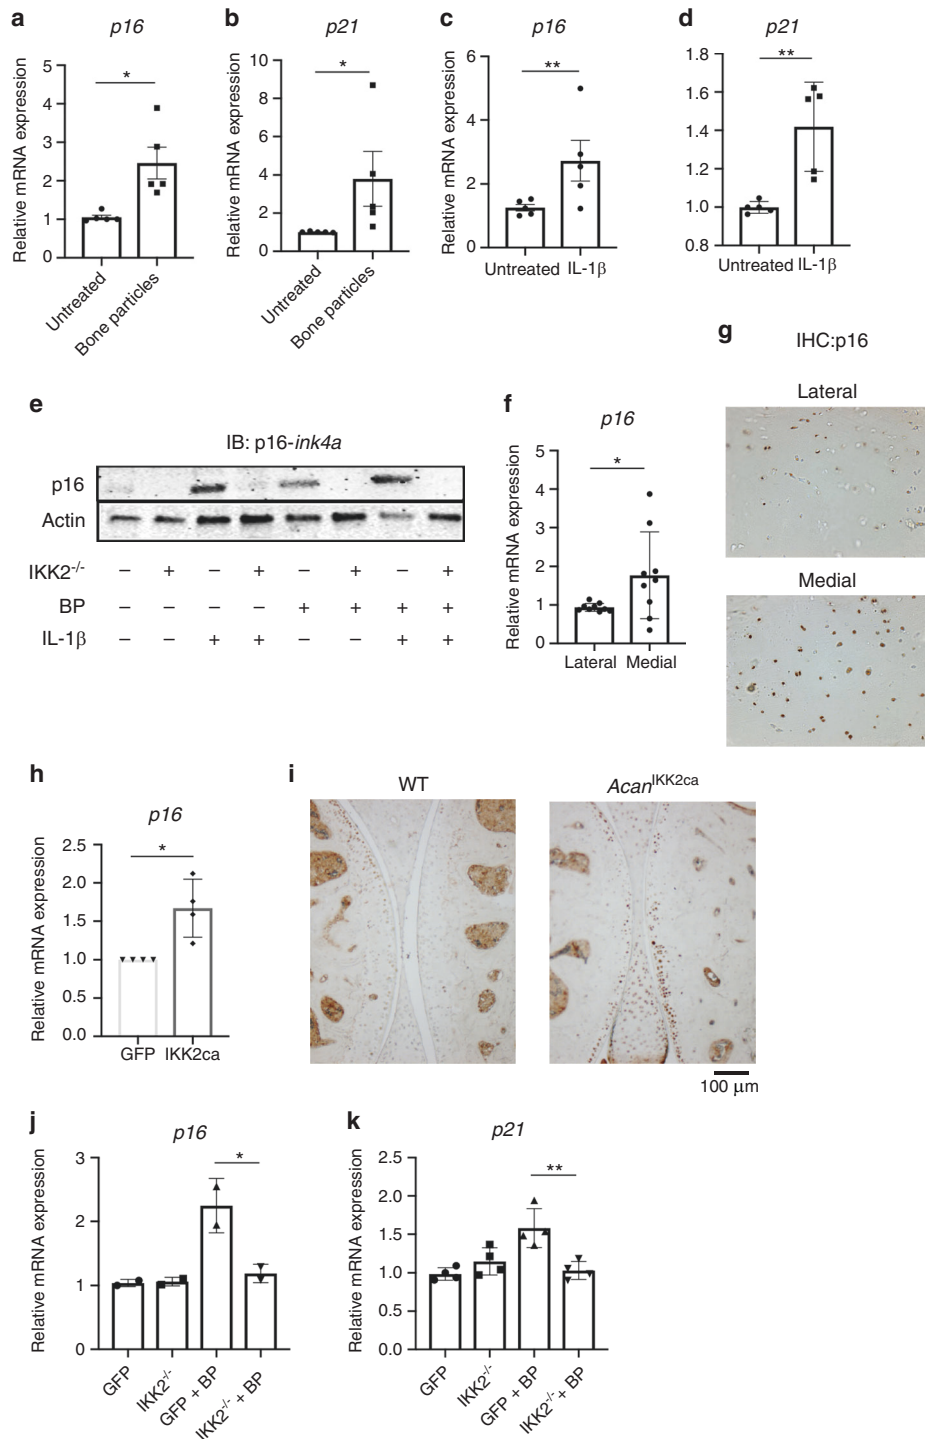 a
p16
Relative mRNA expression
5
4
3
2
1
0
*
Untreated
Bone particles
b
p21
Relative mRNA expression
10
8
6
4
2
0
*
Untreated
Bone particles
c
p16
Relative mRNA expression
6
4
2
0
**
Untreated IL-1β
d
p21
Relative mRNA expression
1.8
1.6
1.4
1.2
1.0
0.8
**
Untreated IL-1β
e
IB: p16-ink4a
p16
Actin
IKK2-/- – + – + – + – +
BP – – – – + + + +
IL-1β – – + + – – + +
f
p16
Relative mRNA expression
5
4
3
2
1
0
*
Lateral Medial
g
IHC:p16
Lateral
Medial
h
p16
Relative mRNA expression
2.5
2.0
1.5
1.0
0.5
0.0
*
GFP IKK2ca
i
WT
AcanIKK2ca
100 μm
j
p16
Relative mRNA expression
3
2
1
0
*
GFP
IKK2-/-
GFP + BP
IKK2-/- + BP
k
p21
Relative mRNA expression
2.5
2.0
1.5
1.0
0.5
0.0
**
GFP
IKK2-/-
GFP + BP
IKK2-/- + BP